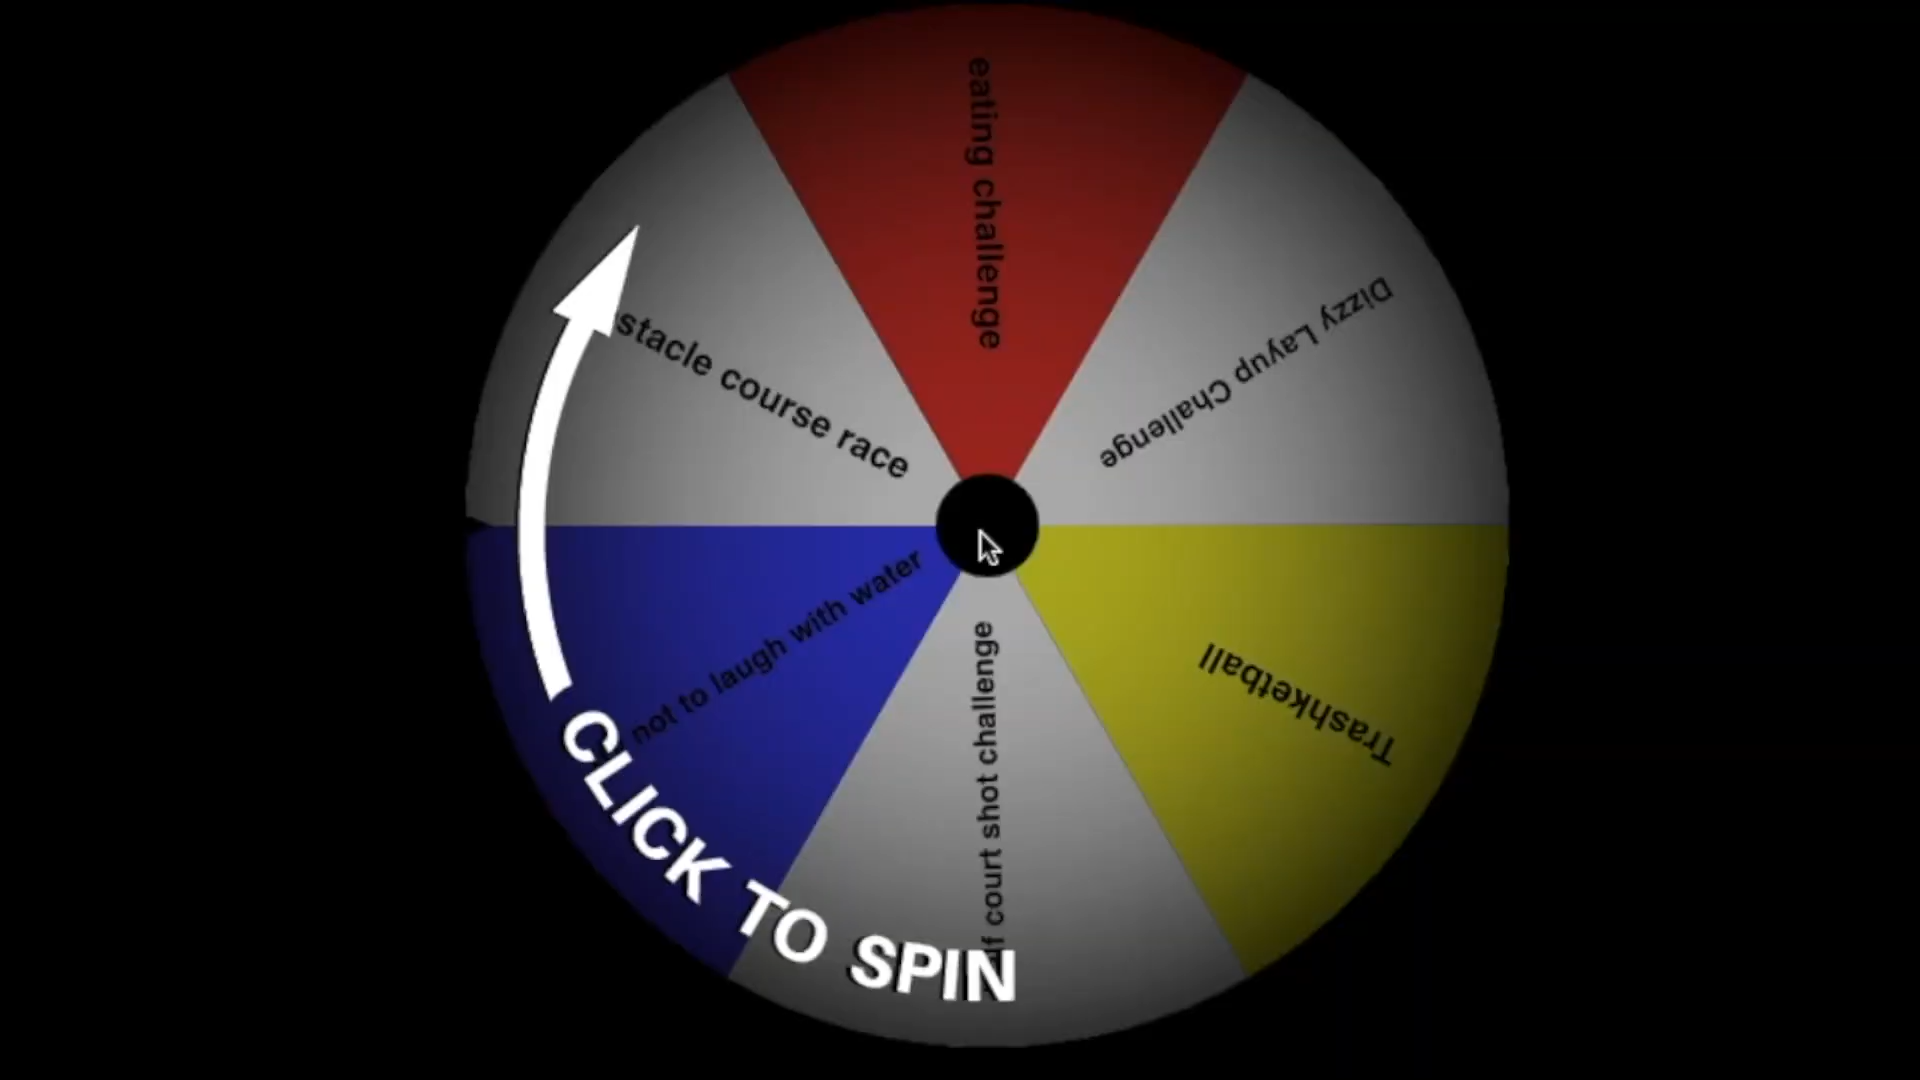 eating challenge
Dizzy Layup Challenge
stacle course race
Trashketball
not to laugh with water
court shot challenge
CLICK TO SPIN